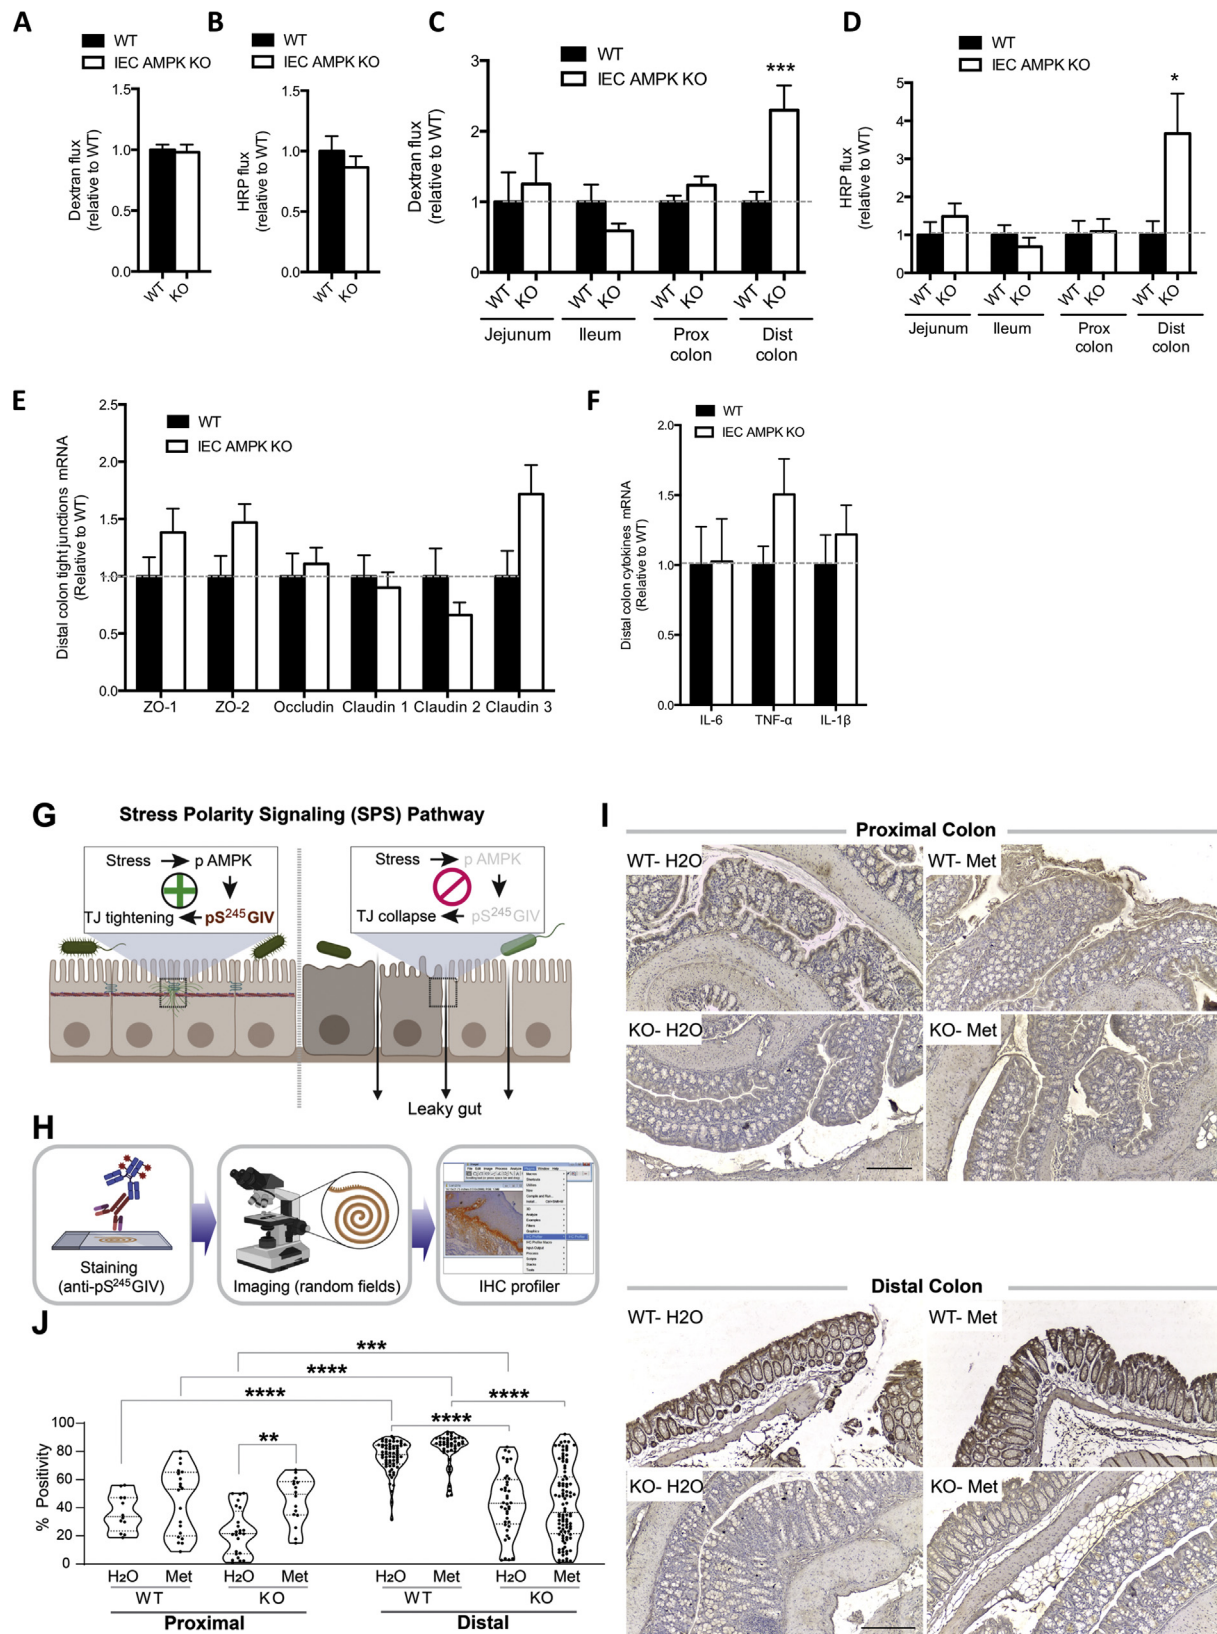 A
WT
IEC AMPK KO
Dextran flux
(relative to WT)
1.5
1.0
0.5
0.0
WT
KO
B
WT
IEC AMPK KO
HRP flux
(relative to WT)
1.5
1.0
0.5
0.0
WT
KO
C
WT
IEC AMPK KO
Dextran flux
(relative to WT)
3
2
1
0
***
WT KO WT KO WT KO WT KO
Jejunum Ileum Prox colon Dist colon
D
WT
IEC AMPK KO
HRP flux
(relative to WT)
5
4
3
2
1
0
*
WT KO WT KO WT KO WT KO
Jejunum Ileum Prox colon Dist colon
E
WT
IEC AMPK KO
Distal colon tight junctions mRNA
(Relative to WT)
2.5
2.0
1.5
1.0
0.5
0.0
ZO-1 ZO-2 Occludin Claudin 1 Claudin 2 Claudin 3
F
WT
IEC AMPK KO
Distal colon cytokines mRNA
(Relative to WT)
2.0
1.5
1.0
0.5
0.0
IL-6 TNF-α IL-1β
G
Stress Polarity Signaling (SPS) Pathway
Stress p AMPK
TJ tightening pS²⁴⁵GIV
Stress p AMPK
TJ collapse pS²⁴⁵GIV
Leaky gut
H
Staining
(anti-pS²⁴⁵GIV)
Imaging (random fields)
IHC profiler
I
Proximal Colon
WT- H2O
WT- Met
KO- H2O
KO- Met
Distal Colon
WT- H2O
WT- Met
KO- H2O
KO- Met
J
***
****
****
****
****
**
% Positivity
100
80
60
40
20
0
H₂O Met H₂O Met H₂O Met H₂O Met
WT KO WT KO
Proximal Distal